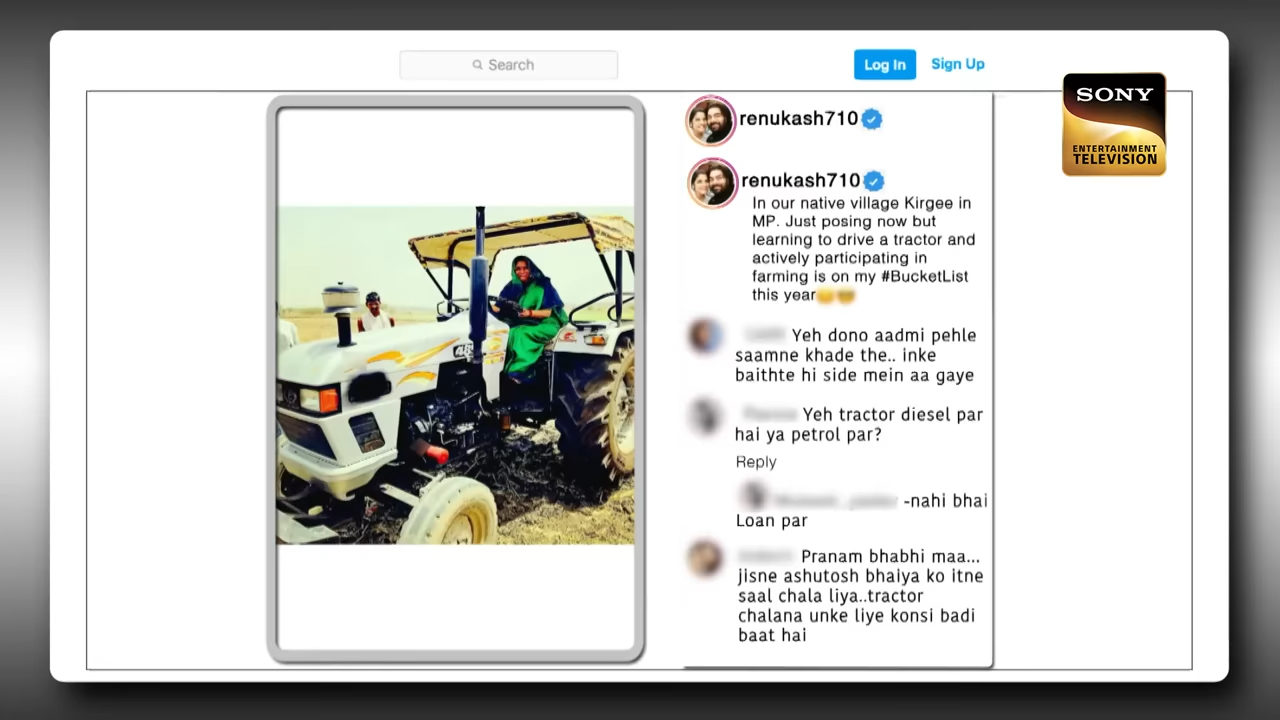 Search
Log In
Sign Up
SONY
ENTERTAINMENT
TELEVISION
renukash710
renukash710
In our native village Kirgee in
MP. Just posing now but
learning to drive a tractor and
actively participating in
farming is on my #BucketList
this year
Yeh dono aadmi pehle
saamne khade the.. inke
baithte hi side mein aa gaye
Yeh tractor diesel par
hai ya petrol par?
Reply
-nahi bhai
Loan par
Pranam bhabhi maa...
jisne ashutosh bhaiya ko itne
saal chala liya..tractor
chalana unke liye konsi badi
baat hai